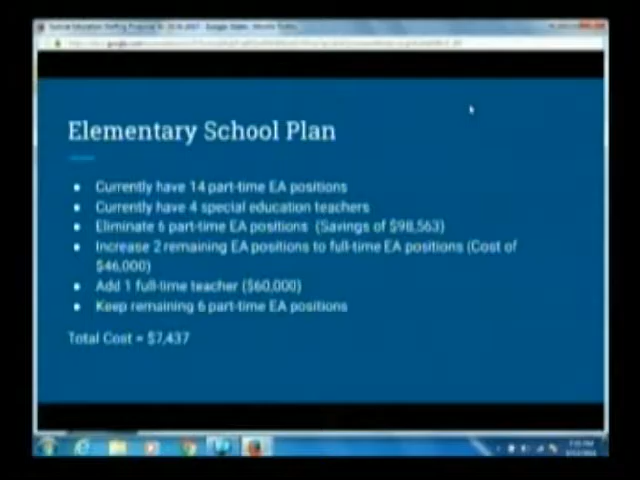 Elementary School Plan
Currently have 14 part-time EA positions
Currently have 4 special education teachers
Eliminate 6 part-time EA positions (Savings of $98,563)
Increase 2 remaining EA positions to full-time EA positions (Cost of
$46,000)
Add 1 full-time teacher ($60,000)
Keep remaining 6 part-time EA positions
Total Cost = $7,437